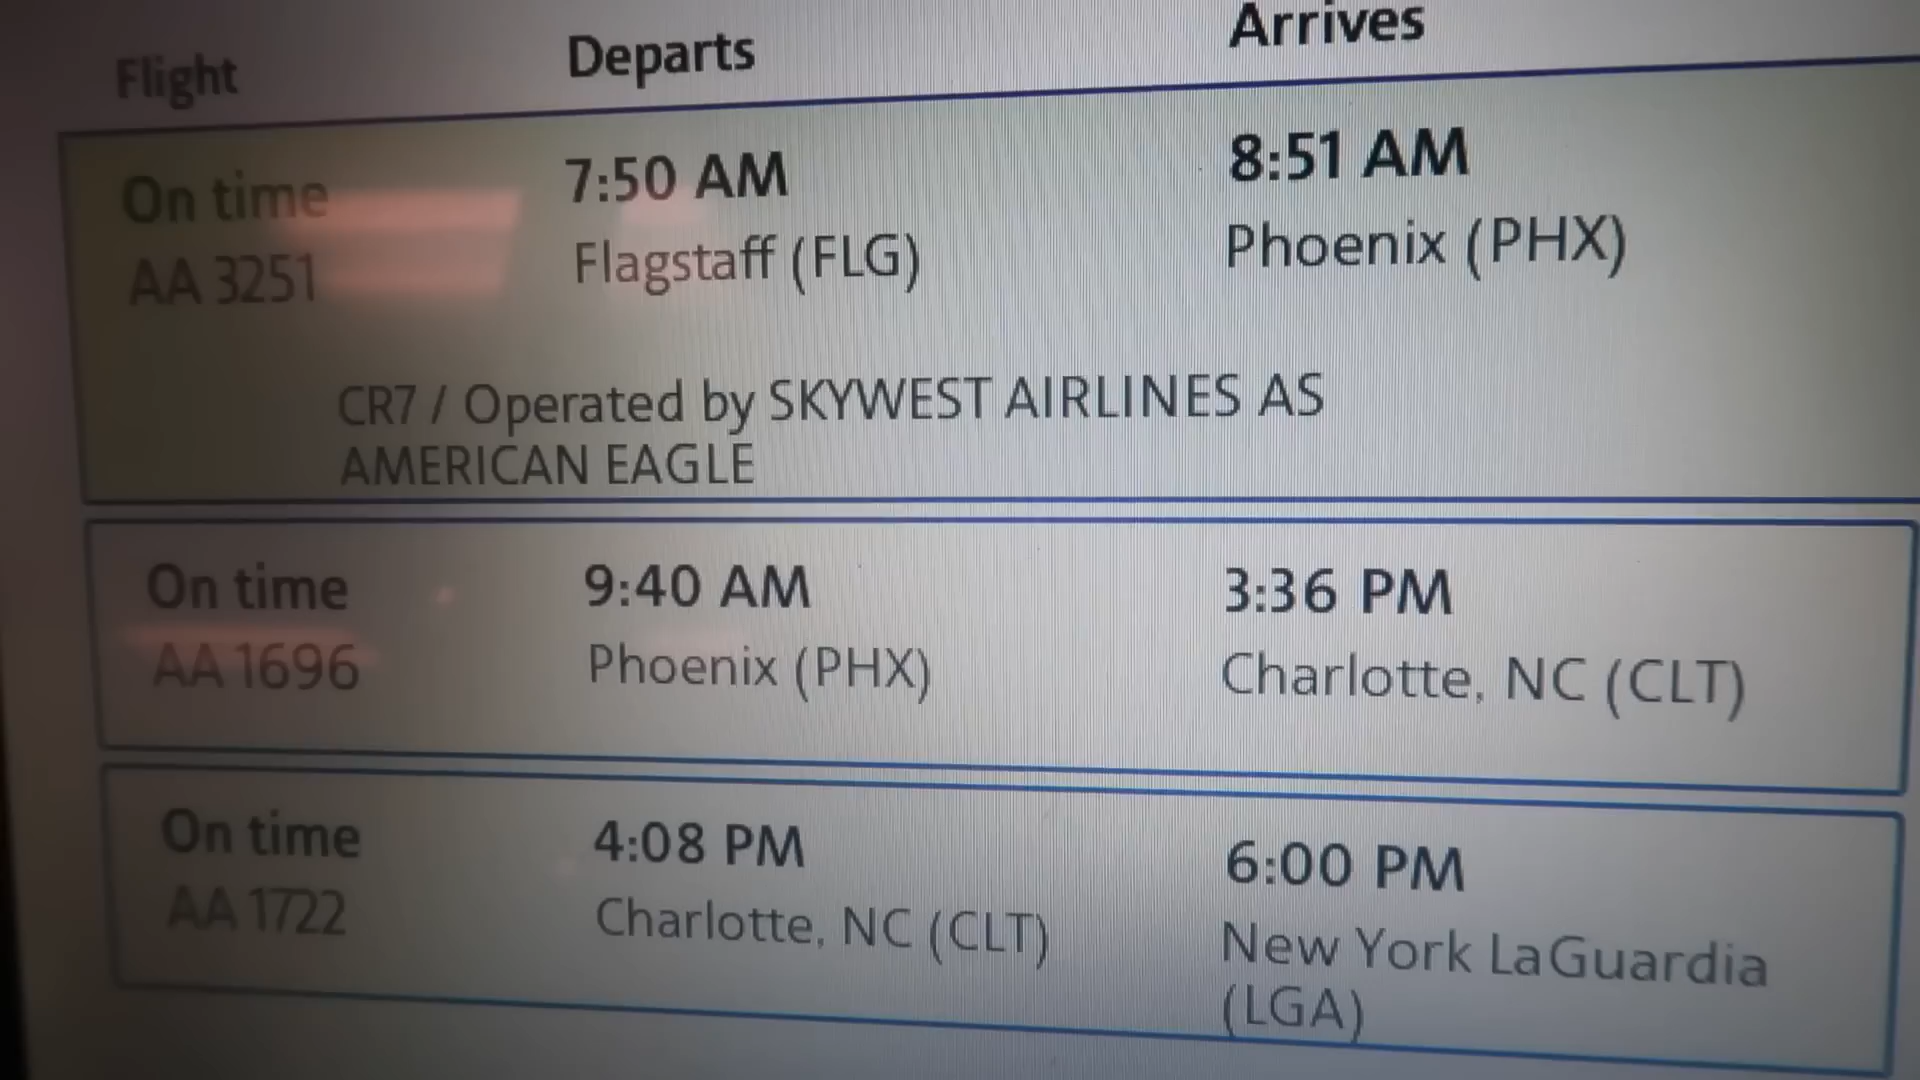 Flight Departs Arrives
On time 7:50 AM 8:51 AM
AA 3251 Flagstaff (FLG) Phoenix (PHX)
CR7 / Operated by SKYWEST AIRLINES AS
AMERICAN EAGLE
On time 9:40 AM 3:36 PM
AA 1696 Phoenix (PHX) Charlotte, NC (CLT)
On time 4:08 PM 6:00 PM
AA 1722 Charlotte, NC (CLT) New York LaGuardia
(LGA)